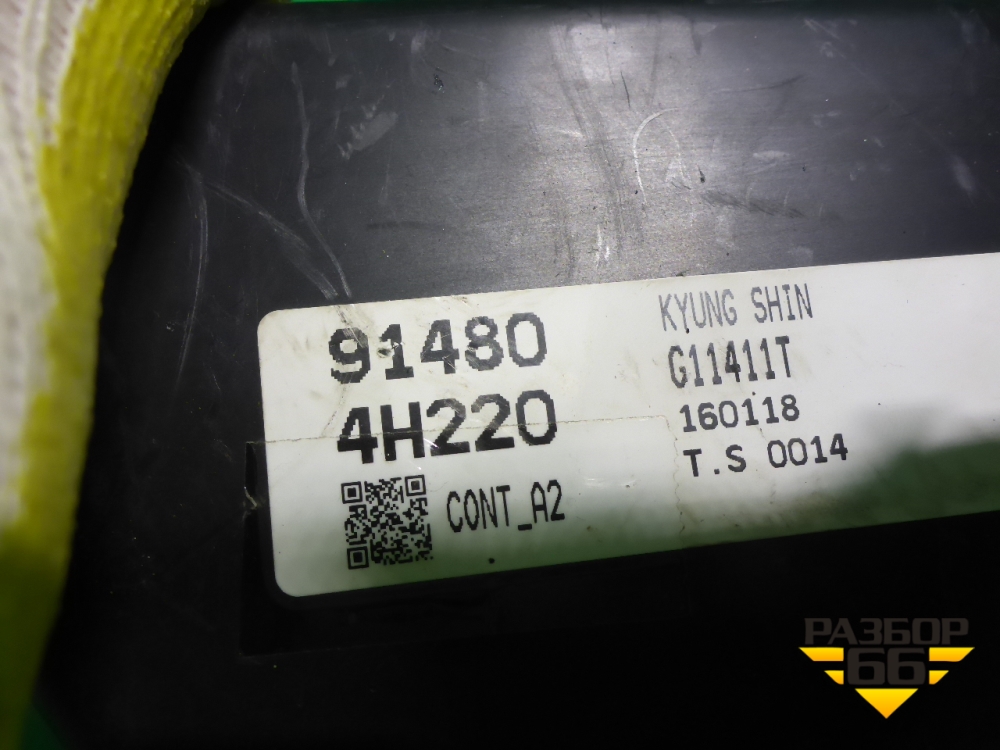 91480
4H220
CONT_A2
KYUNG SHIN
G11411T
160118
T.S 0014
РАЗБОР
66